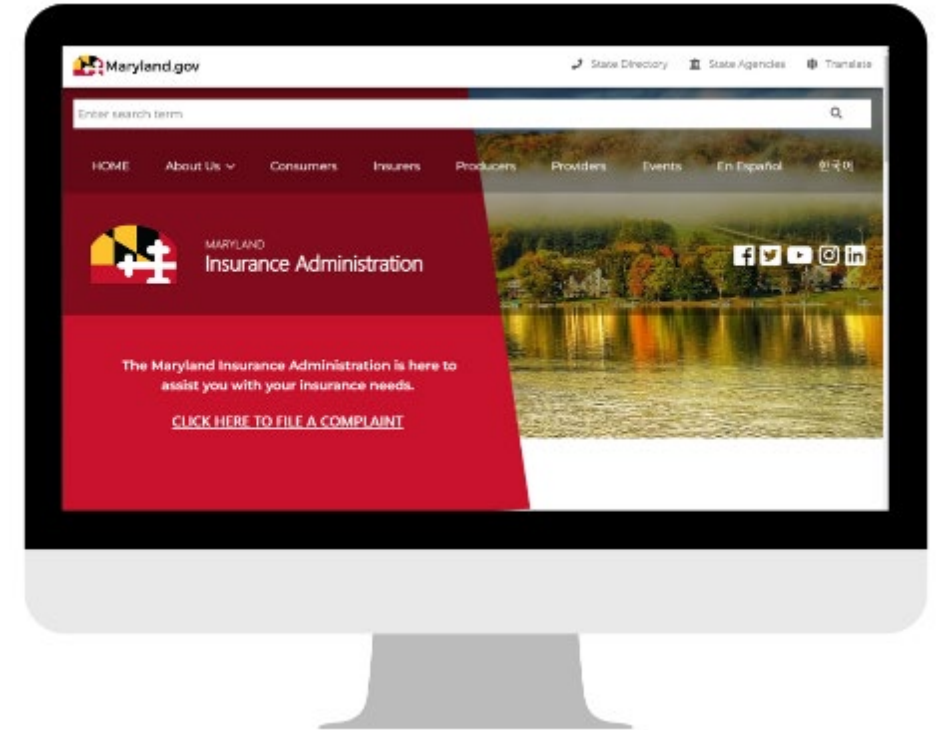 Maryland.gov
State Directory
State Agencies
Translate
Enter search term
HOME
About Us
Consumers
Insurers
Producers
Providers
Events
En Español
한국어
MARYLAND
Insurance Administration
The Maryland Insurance Administration is here to
assist you with your insurance needs.
CLICK HERE TO FILE A COMPLAINT